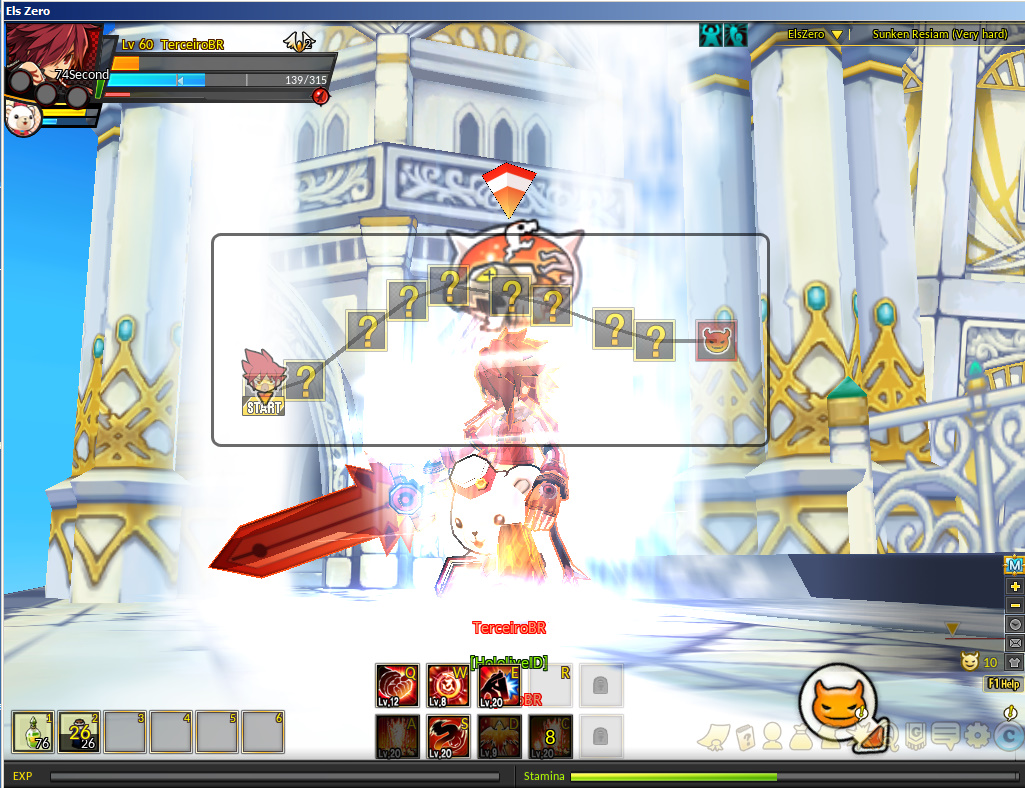 Els Zero
Lv 60 TerceiroBR
2
ElsZero
Sunken Resiam (Very hard)
74Second
139/315
?
?
?
?
?
?
?
?
START
TerceiroBR
[HololiveID]
M
10
F1 Help
Q
W
E
R
Lv,12
Lv,8
Lv,20
A
S
D
C
8
Lv,20
Lv,20
Lv,9
Lv,20
1
2
3
4
5
6
76
26
26
C
EXP
Stamina